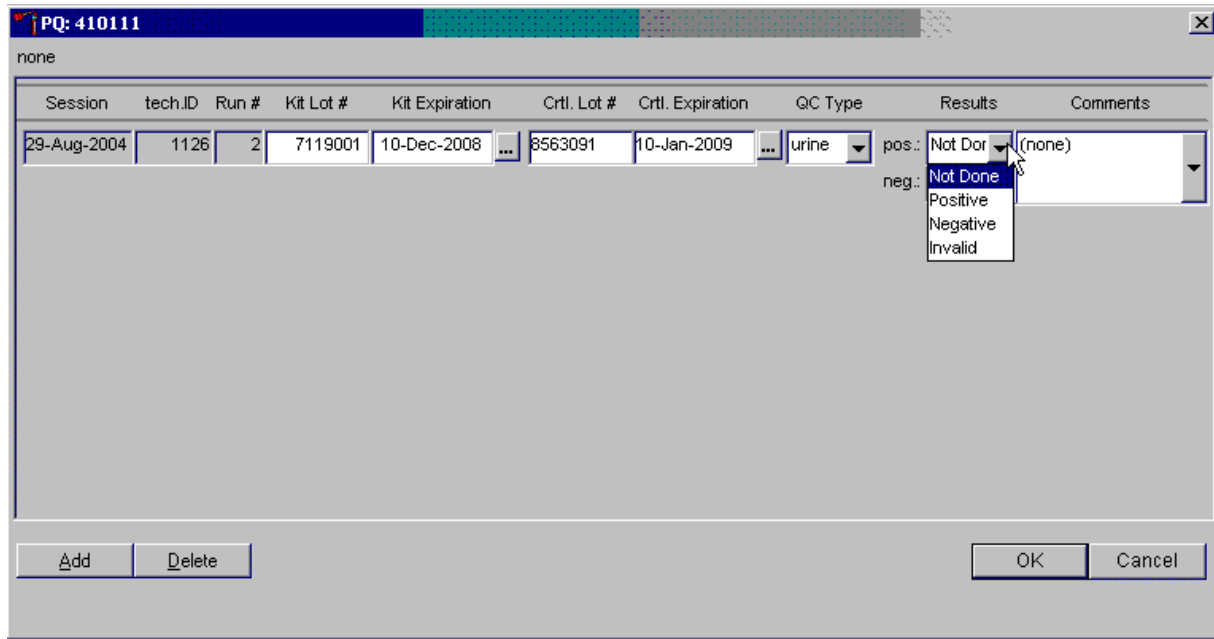 PQ: 410111
none
Session tech.ID Run # Kit Lot # Kit Expiration Crtl. Lot # Crtl. Expiration QC Type Results Comments
29-Aug-2004 1126 2 7119001 10-Dec-2008 ... 8563091 10-Jan-2009 ... urine pos.: Not Dor (none)
neg.: Not Done
Positive
Negative
Invalid
Add Delete OK Cancel